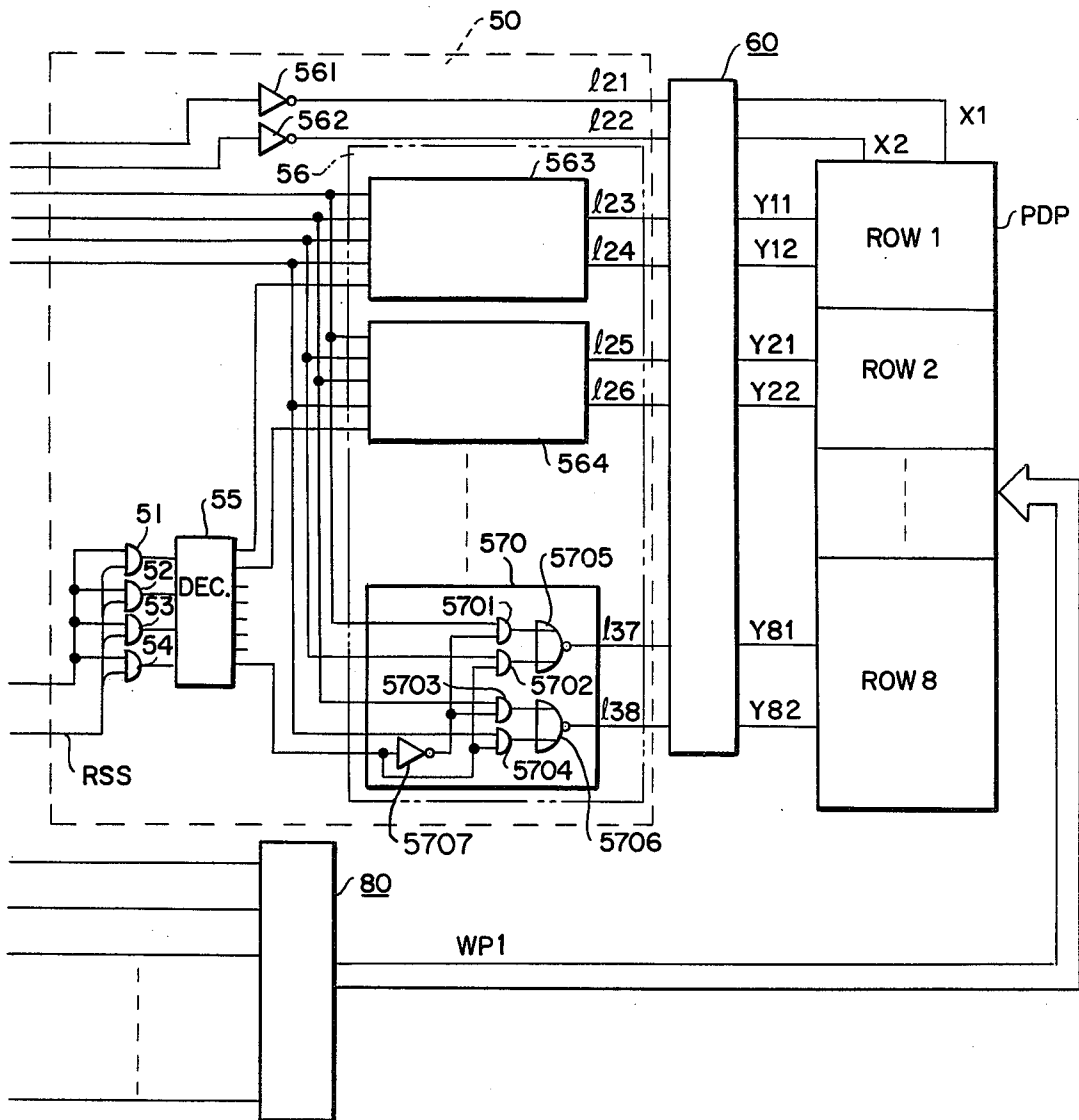 50
60
561
ℓ21
X1
562
ℓ22
X2
56
563
ℓ23
Y11
ROW 1
PDP
ℓ24
Y12
ℓ25
Y21
ROW 2
ℓ26
Y22
564
51
55
52
DEC.
53
54
570
5705
5701
ℓ37
Y81
5702
5703
ROW 8
ℓ38
Y82
5704
RSS
5707
5706
80
WP1